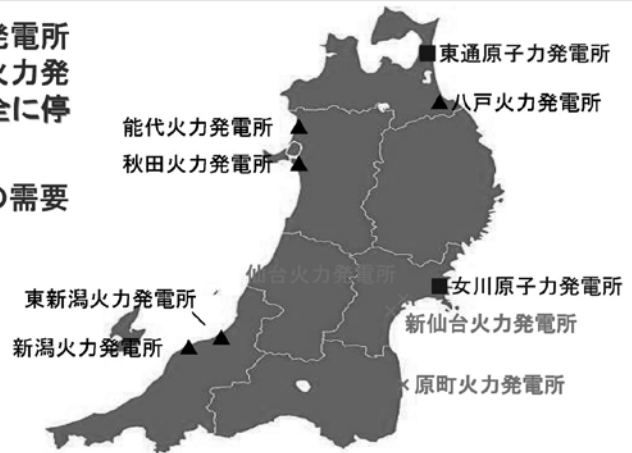 発電所
火力発
全に停
の需要
東通原子力発電所
八戸火力発電所
能代火力発電所
秋田火力発電所
仙台火力発電所
女川原子力発電所
東新潟火力発電所
新仙台火力発電所
新潟火力発電所
原町火力発電所